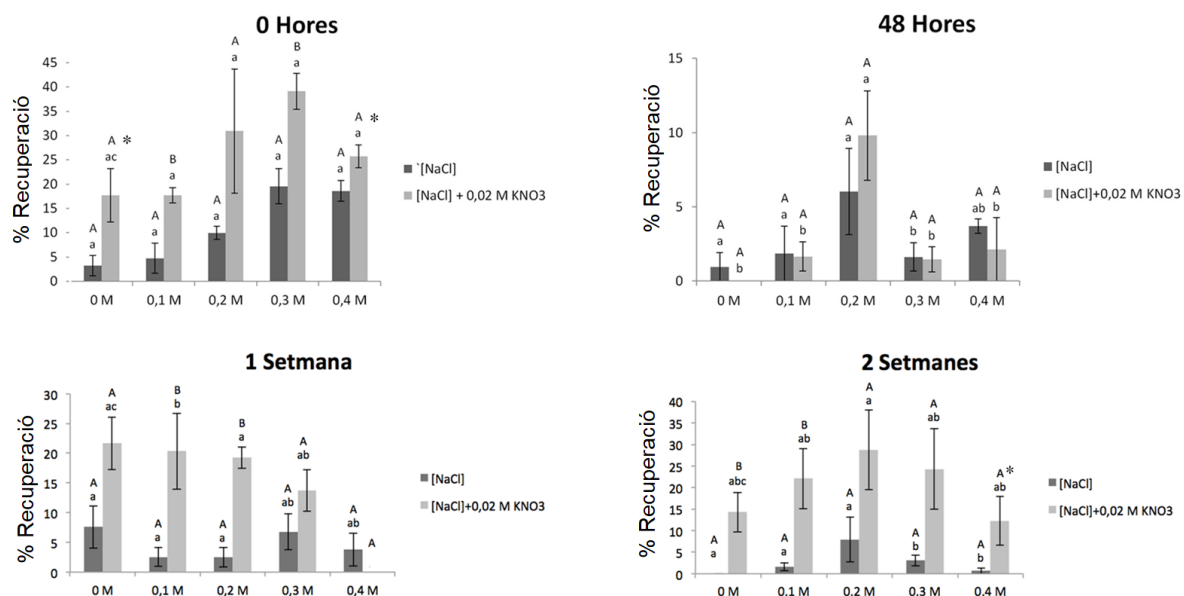 0 Hores
% Recuperació
45
40
35
30
25
20
15
10
5
0
A
a
A *
ac
A
a
B
a
A
a
A
a
A
a
B
a
A
a
A *
a
0 M
0,1 M
0,2 M
0,3 M
0,4 M
`[NaCl]
[NaCl] + 0,02 M KNO3
48 Hores
% Recuperació
15
10
5
0
A
a
A
b
A
a
A
b
A
a
A
a
A
b
A
b
A
ab
A
b
0 M
0,1 M
0,2 M
0,3 M
0,4 M
[NaCl]
[NaCl]+0,02 M KNO3
1 Setmana
% Recuperació
30
25
20
15
10
5
0
A
a
A
ac
A
a
B
b
A
a
B
a
A
ab
A
ab
A
ab
A
0 M
0,1 M
0,2 M
0,3 M
0,4 M
[NaCl]
[NaCl]+0,02 M KNO3
2 Setmanes
% Recuperació
40
35
30
25
20
15
10
5
0
A
a
B
abc
A
a
B
ab
A
a
A
a
A
b
A
ab
A
b
A*
ab
0 M
0,1 M
0,2 M
0,3 M
0,4 M
[NaCl]
[NaCl]+0,02 M KNO3